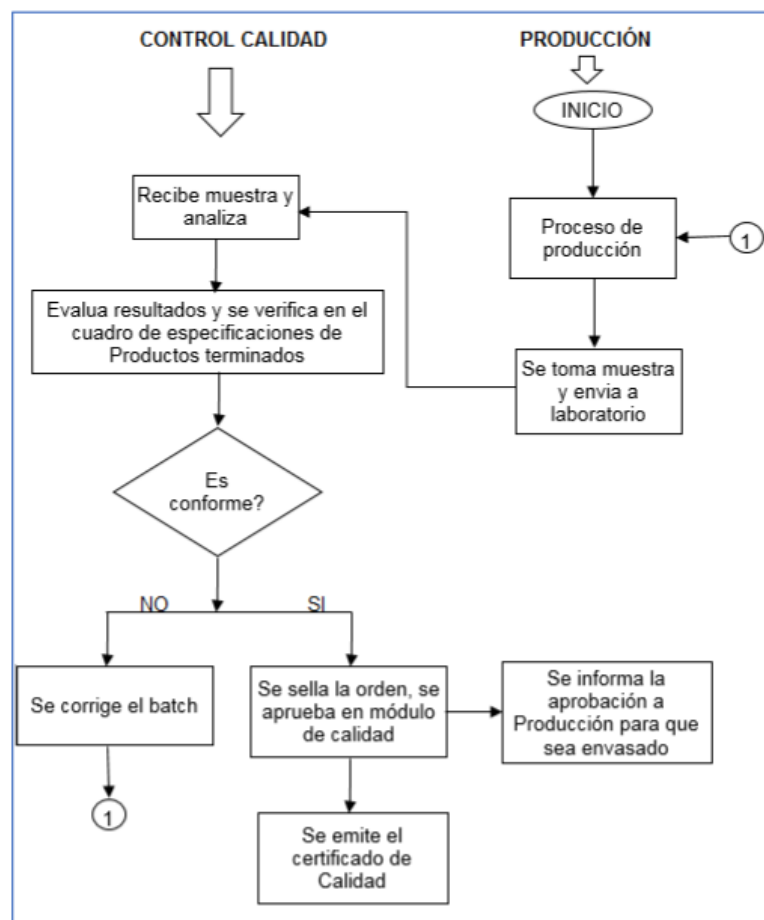 CONTROL CALIDAD
PRODUCCIÓN
INICIO
Recibe muestra y
analiza
Proceso de
producción
1
Evalua resultados y se verifica en el
cuadro de especificaciones de
Productos terminados
Se toma muestra
y envia a
laboratorio
Es
conforme?
NO
SI
Se corrige el batch
Se sella la orden, se
aprueba en módulo
de calidad
Se informa la
aprobación a
Producción para que
sea envasado
1
Se emite el
certificado de
Calidad